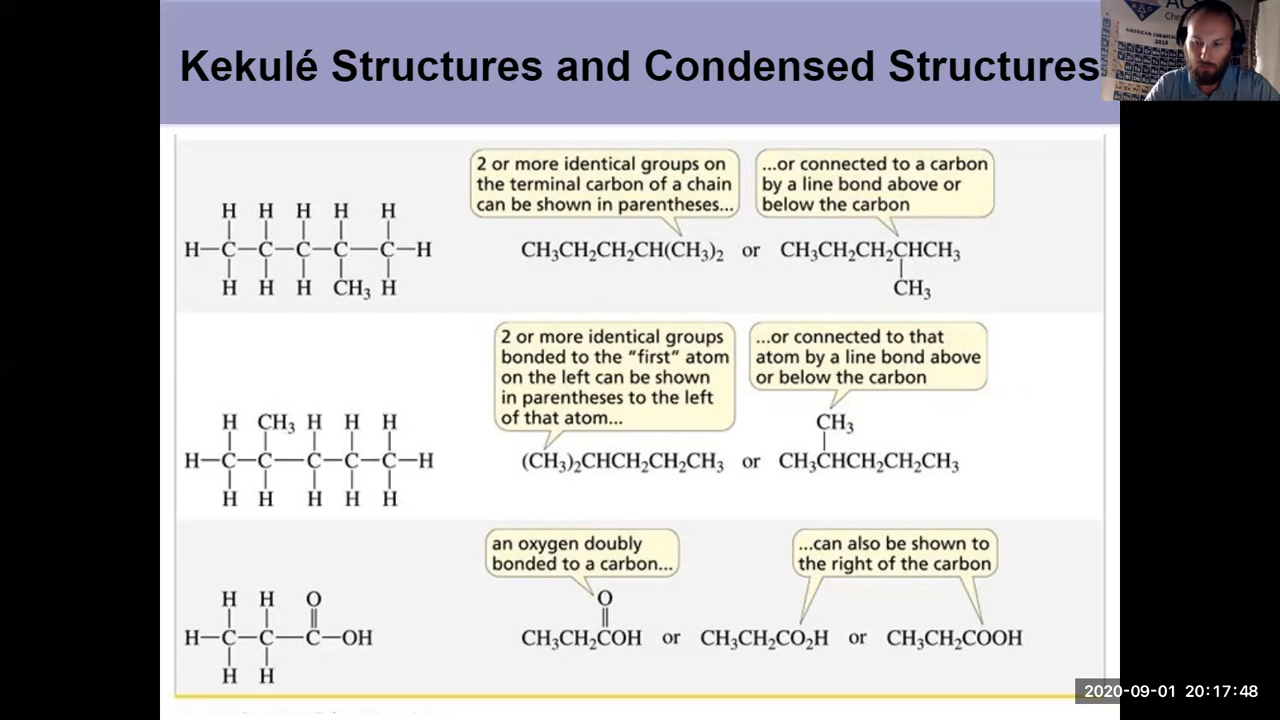 Kekulé Structures and Condensed Structures
AC
Che
AMERICAN CHEMIC
2018
2 or more identical groups on
the terminal carbon of a chain
can be shown in parentheses...
...or connected to a carbon
by a line bond above or
below the carbon
H H H H H
H—C—C—C—C—C—H
H H H CH₃ H
CH₃CH₂CH₂CH(CH₃)₂ or CH₃CH₂CH₂CHCH₃
CH₃
2 or more identical groups
bonded to the "first" atom
on the left can be shown
in parentheses to the left
of that atom...
...or connected to that
atom by a line bond above
or below the carbon
H CH₃ H H H
H—C—C—C—C—C—H
H H H H H
CH₃
(CH₃)₂CHCH₂CH₂CH₃ or CH₃CHCH₂CH₂CH₃
an oxygen doubly
bonded to a carbon...
...can also be shown to
the right of the carbon
H H O
H—C—C—C—OH
H H
O
CH₃CH₂COH or CH₃CH₂CO₂H or CH₃CH₂COOH
2020-09-01 20:17:48